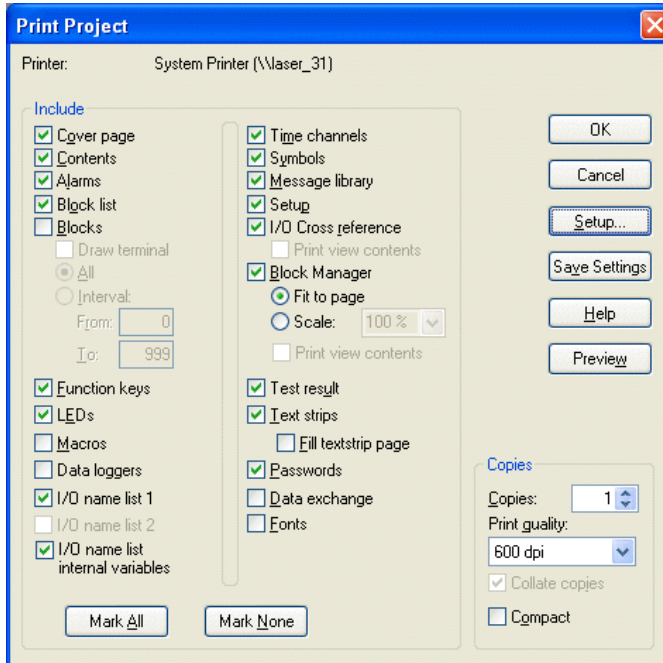 Print Project
Printer: System Printer (\\laser_31)
Include
Cover page
Contents
Alarms
Block list
Blocks
Draw terminal
All
Interval:
From: 0
To: 999
Function keys
LEDs
Macros
Data loggers
I/O name list 1
I/O name list 2
I/O name list
internal variables
Time channels
Symbols
Message library
Setup
I/O Cross reference
Print view contents
Block Manager
Fit to page
Scale: 100 %
Print view contents
Test result
Text strips
Fill textstrip page
Passwords
Data exchange
Fonts
Mark All
Mark None
OK
Cancel
Setup...
Save Settings
Help
Preview
Copies
Copies: 1
Print quality:
600 dpi
Collate copies
Compact